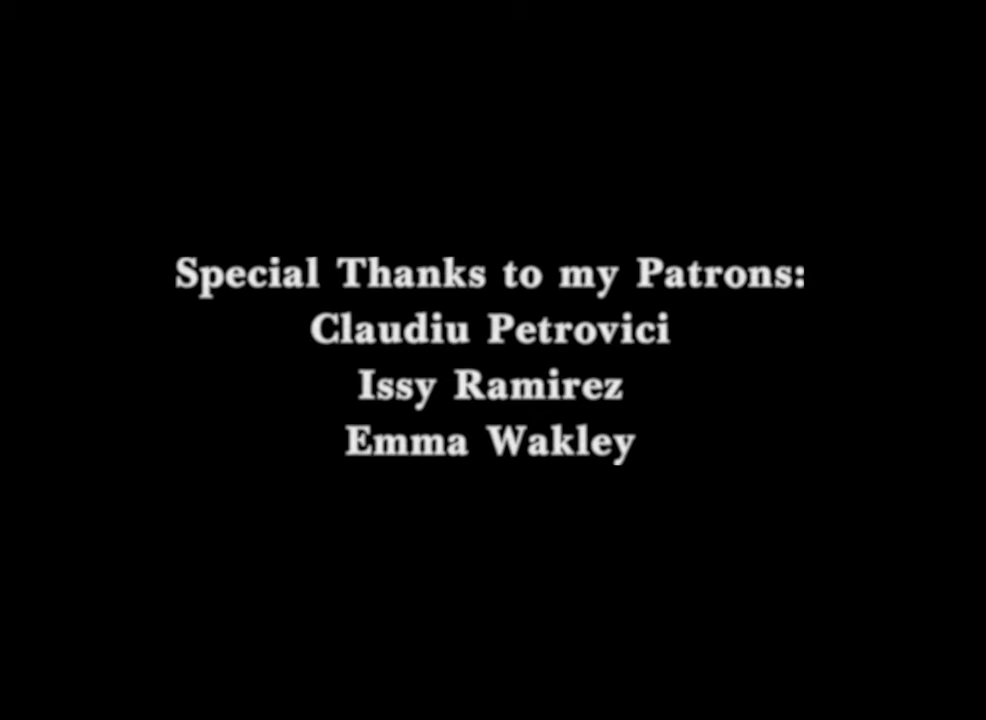 Special Thanks to my Patrons:
Claudiu Petrovici
Issy Ramirez
Emma Wakley